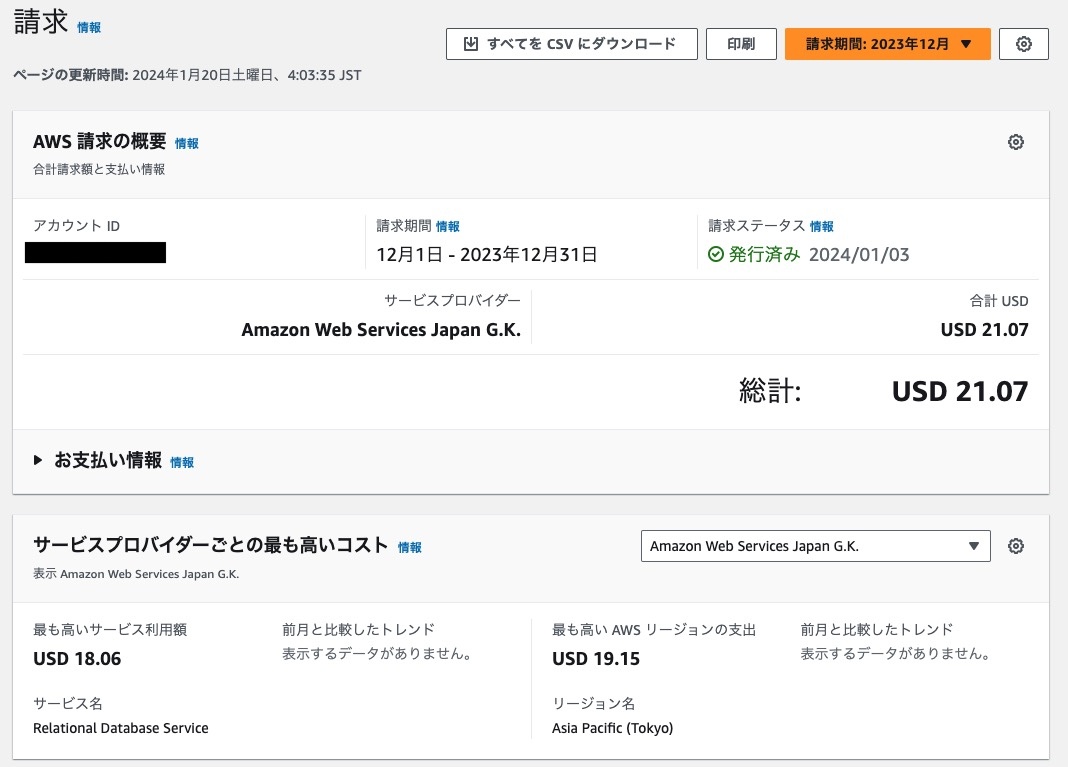 請求 情報
すべてを CSV にダウンロード 印刷 請求期間: 2023年12月
ページの更新時間: 2024年1月20日土曜日、4:03:35 JST
AWS 請求の概要 情報
合計請求額と支払い情報
アカウント ID 請求期間 情報 請求ステータス 情報
12月1日 - 2023年12月31日 発行済み 2024/01/03
サービスプロバイダー 合計 USD
Amazon Web Services Japan G.K. USD 21.07
総計: USD 21.07
お支払い情報 情報
サービスプロバイダーごとの最も高いコスト 情報 Amazon Web Services Japan G.K.
表示 Amazon Web Services Japan G.K.
最も高いサービス利用額 前月と比較したトレンド 最も高い AWS リージョンの支出 前月と比較したトレンド
USD 18.06 表示するデータがありません。 USD 19.15 表示するデータがありません。
サービス名 リージョン名
Relational Database Service Asia Pacific (Tokyo)